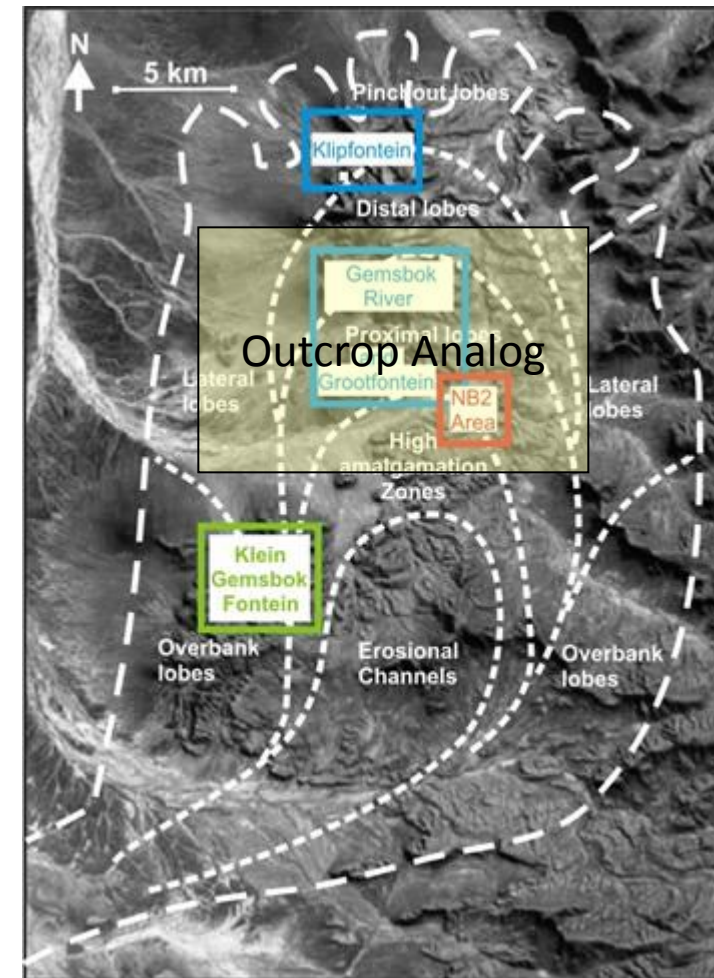 N
5 km
Pinchout lobes
Klipfontein
Distal lobes
Gemsbok
River
Proximal lobes
Outcrop Analog
Lateral
lobes
Grootfontein
NB2
Area
Lateral
lobes
High
amalgamation
Zones
Klein
Gemsbok
Fontein
Overbank
lobes
Erosional
Channels
Overbank
lobes